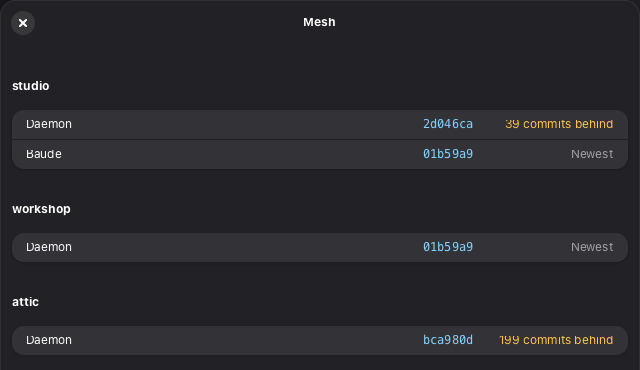 Mesh
studio
Daemon 2d046ca 39 commits behind
Baude 01b59a9 Newest
workshop
Daemon 01b59a9 Newest
attic
Daemon bca980d 199 commits behind